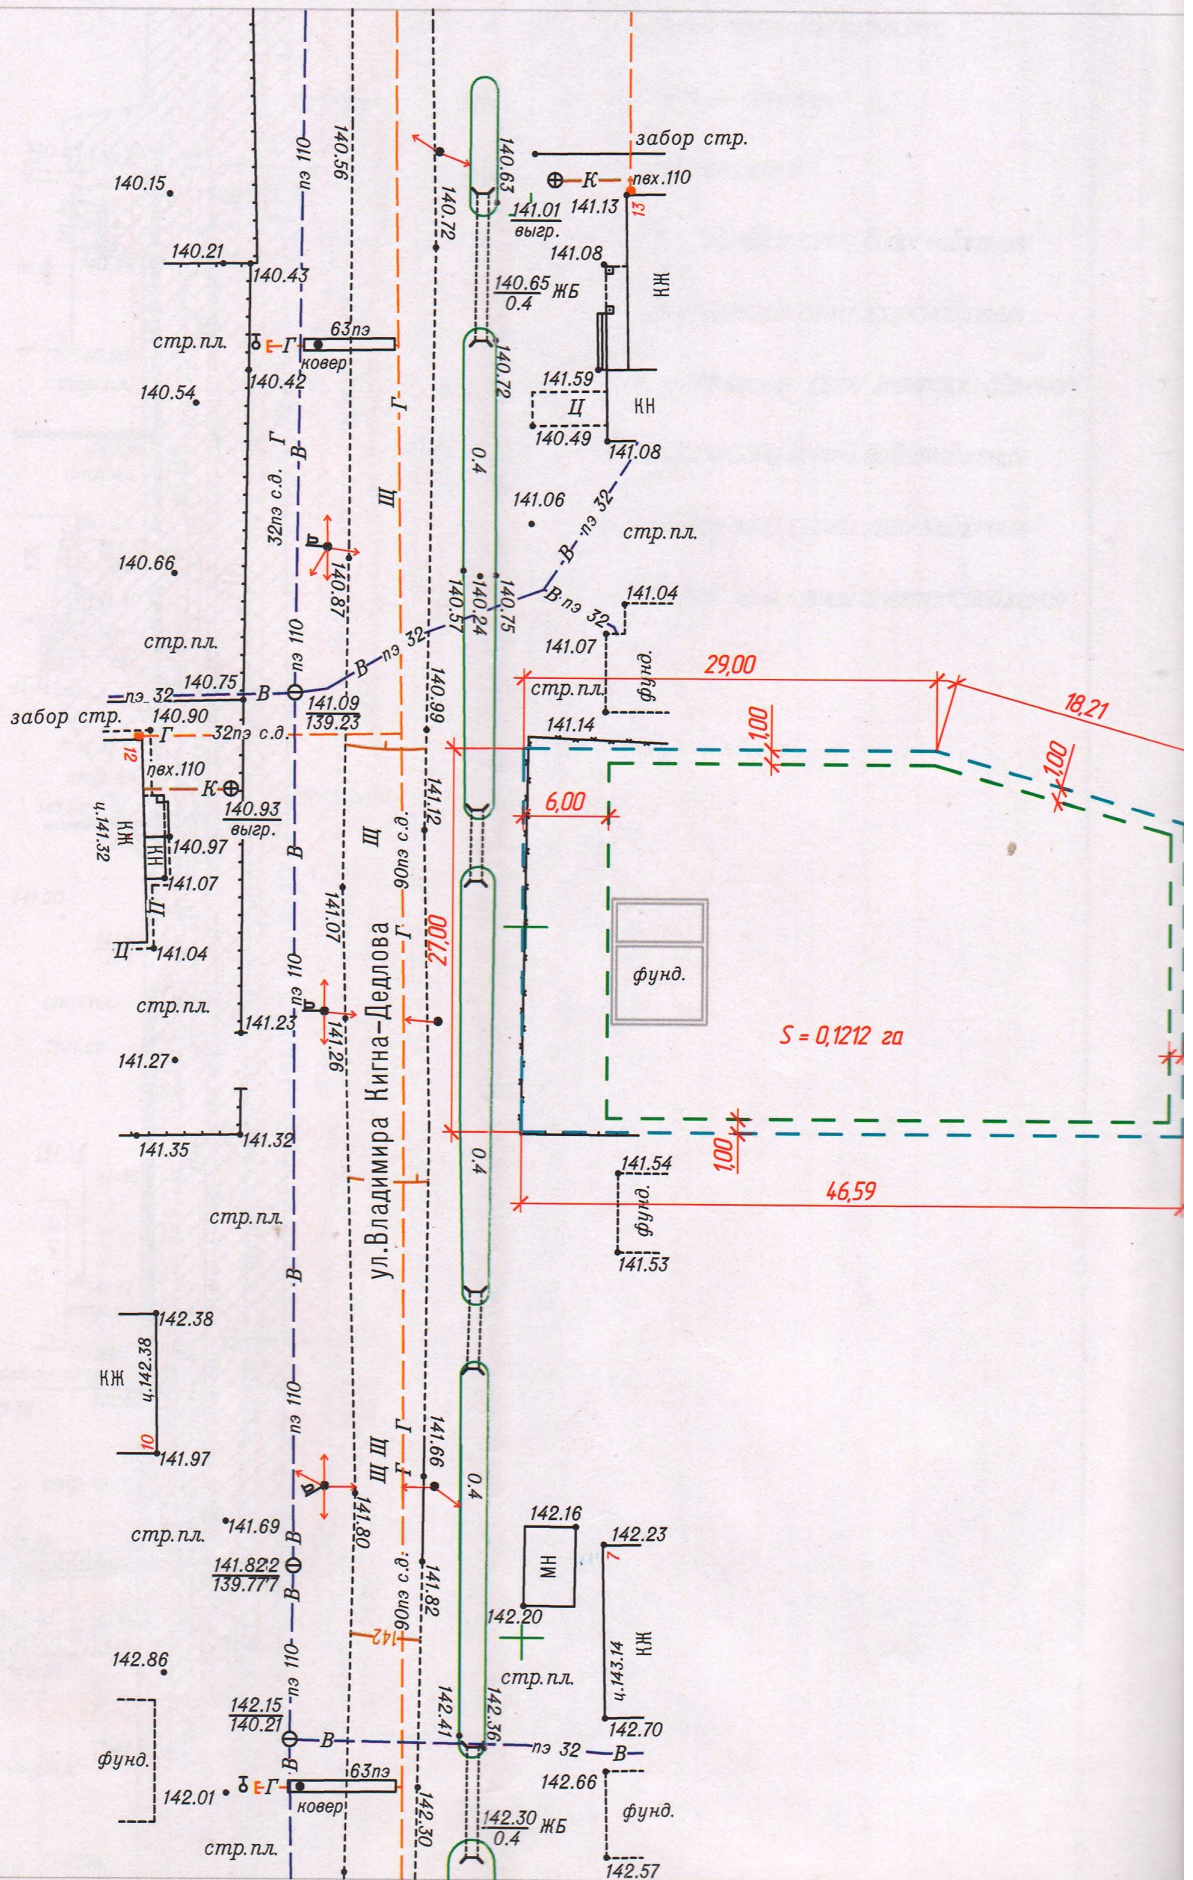 забор стр.
140.56
пэ 110
140.63
140.15
140.72
К
пвх.110
141.01
выгр.
141.13
13
140.21
140.43
141.08
КЖ
140.65
0.4
ЖБ
стр.пл.
Г
63пэ
ковер
140.72
140.54
140.42
141.59
Ц
КН
Г
140.49
141.08
Г
В
0.4
32пэ с.д.
Щ
141.06
пэ 32
стр.пл.
В
140.66
140.87
140.57
140.24
140.75
В
пэ 32
141.04
пэ 110
стр.пл.
пэ 32
В
141.07
фунд.
29,00
140.75
пэ 32
В
141.09
139.23
140.99
стр.пл.
18,21
забор стр.
140.90
Г
32пэ с.д.
141.14
1,00
1,00
12
пвх.110
К
140.93
выгр.
141.12
6,00
ц.141.32
КЖ
КН
140.97
В
Щ
90пэ с.д.
141.07
П
141.07
Г
27,00
Ц
141.04
пэ 110
фунд.
стр.пл.
141.23
141.26
ул.Владимира Кигна-Дедлова
S = 0,1212 га
141.27
141.35
141.32
0.4
1,00
141.54
46,59
стр.пл.
фунд.
141.53
В
142.38
КЖ
ц.142.38
10
141.97
пэ 110
Щ Щ
Г
Г
141.66
0.4
141.80
141.69
стр.пл.
В
141.82.2
139.77.7
В
90пэ с.д.
141.82
142.16
МН
142.20
142.23
7
КЖ
ц.143.14
142
142.86
пэ 110
стр.пл.
142.15
140.21
142.41
142.36
142.70
В
пэ 32
В
фунд.
В
142.01
Г
63пэ
ковер
142.66
фунд.
142.30
142.30
0.4
ЖБ
стр.пл.
142.57